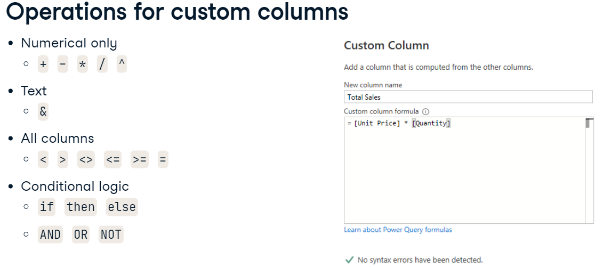 Operations for custom columns
• Numerical only
○ + - * / ^
• Text
○ &
• All columns
○ < > <> <= >= =
• Conditional logic
○ if then else
○ AND OR NOT
Custom Column
Add a column that is computed from the other columns.
New column name
Total Sales
Custom column formula ⓘ
= [Unit Price] * [Quantity]
Learn about Power Query formulas
✓ No syntax errors have been detected.